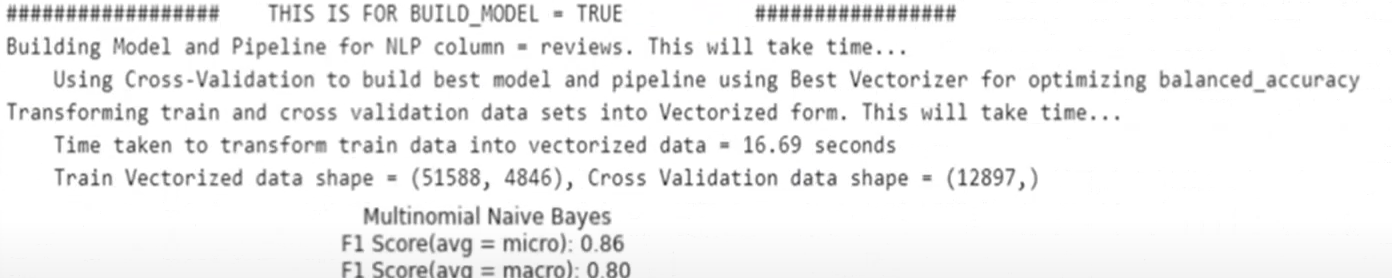 ################## THIS IS FOR BUILD_MODEL = TRUE #################
Building Model and Pipeline for NLP column = reviews. This will take time...
Using Cross-Validation to build best model and pipeline using Best Vectorizer for optimizing balanced_accuracy
Transforming train and cross validation data sets into Vectorized form. This will take time...
Time taken to transform train data into vectorized data = 16.69 seconds
Train Vectorized data shape = (51588, 4846), Cross Validation data shape = (12897,)
Multinomial Naive Bayes
F1 Score(avg = micro): 0.86
F1 Score(avg = macro): 0.80